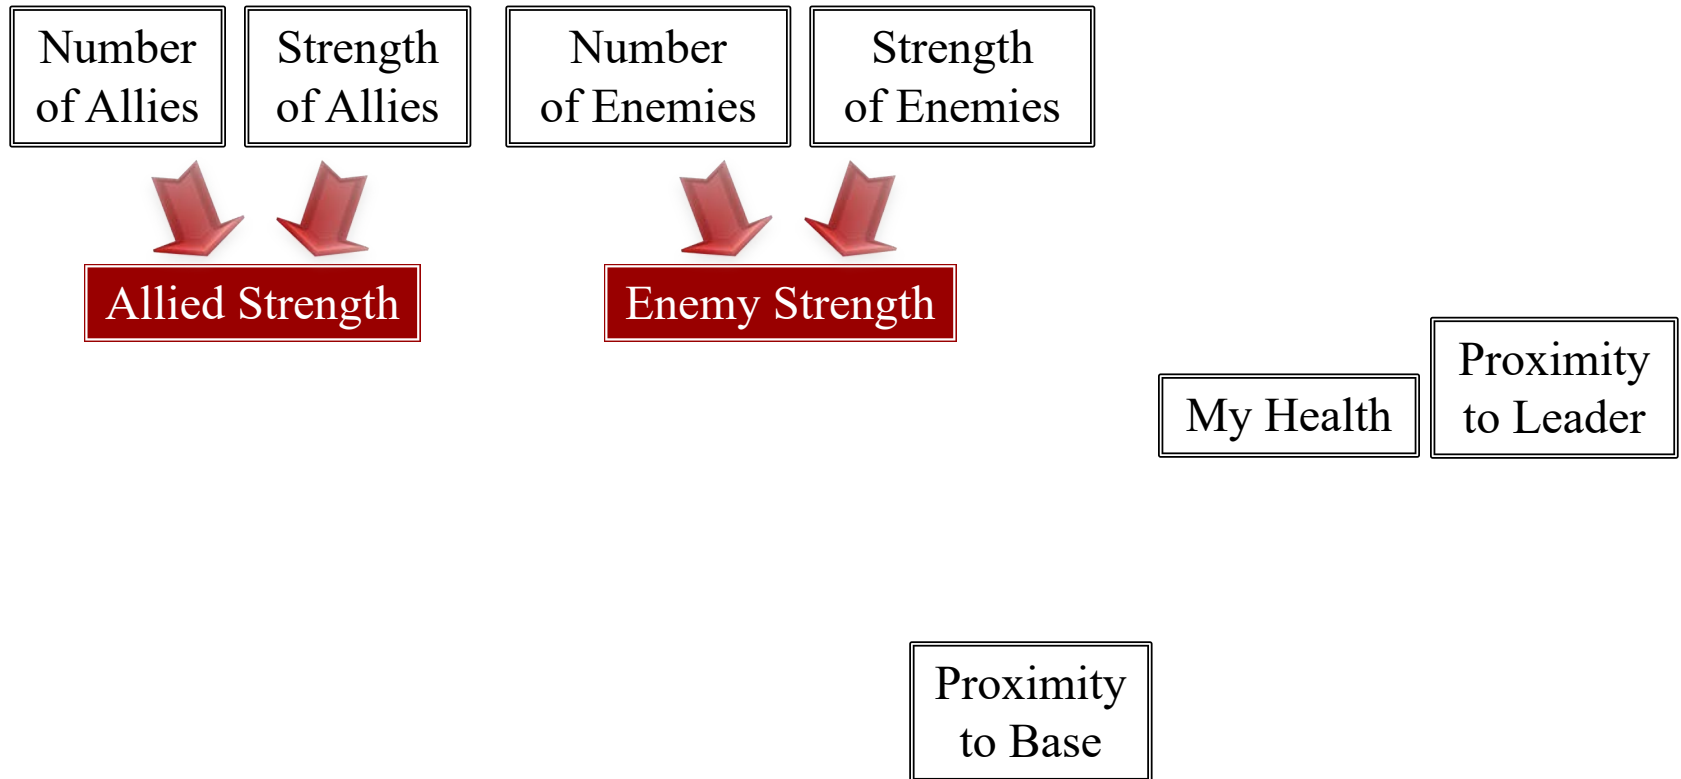 Number
of Allies
Strength
of Allies
Number
of Enemies
Strength
of Enemies
Allied Strength
Enemy Strength
My Health
Proximity
to Leader
Proximity
to Base